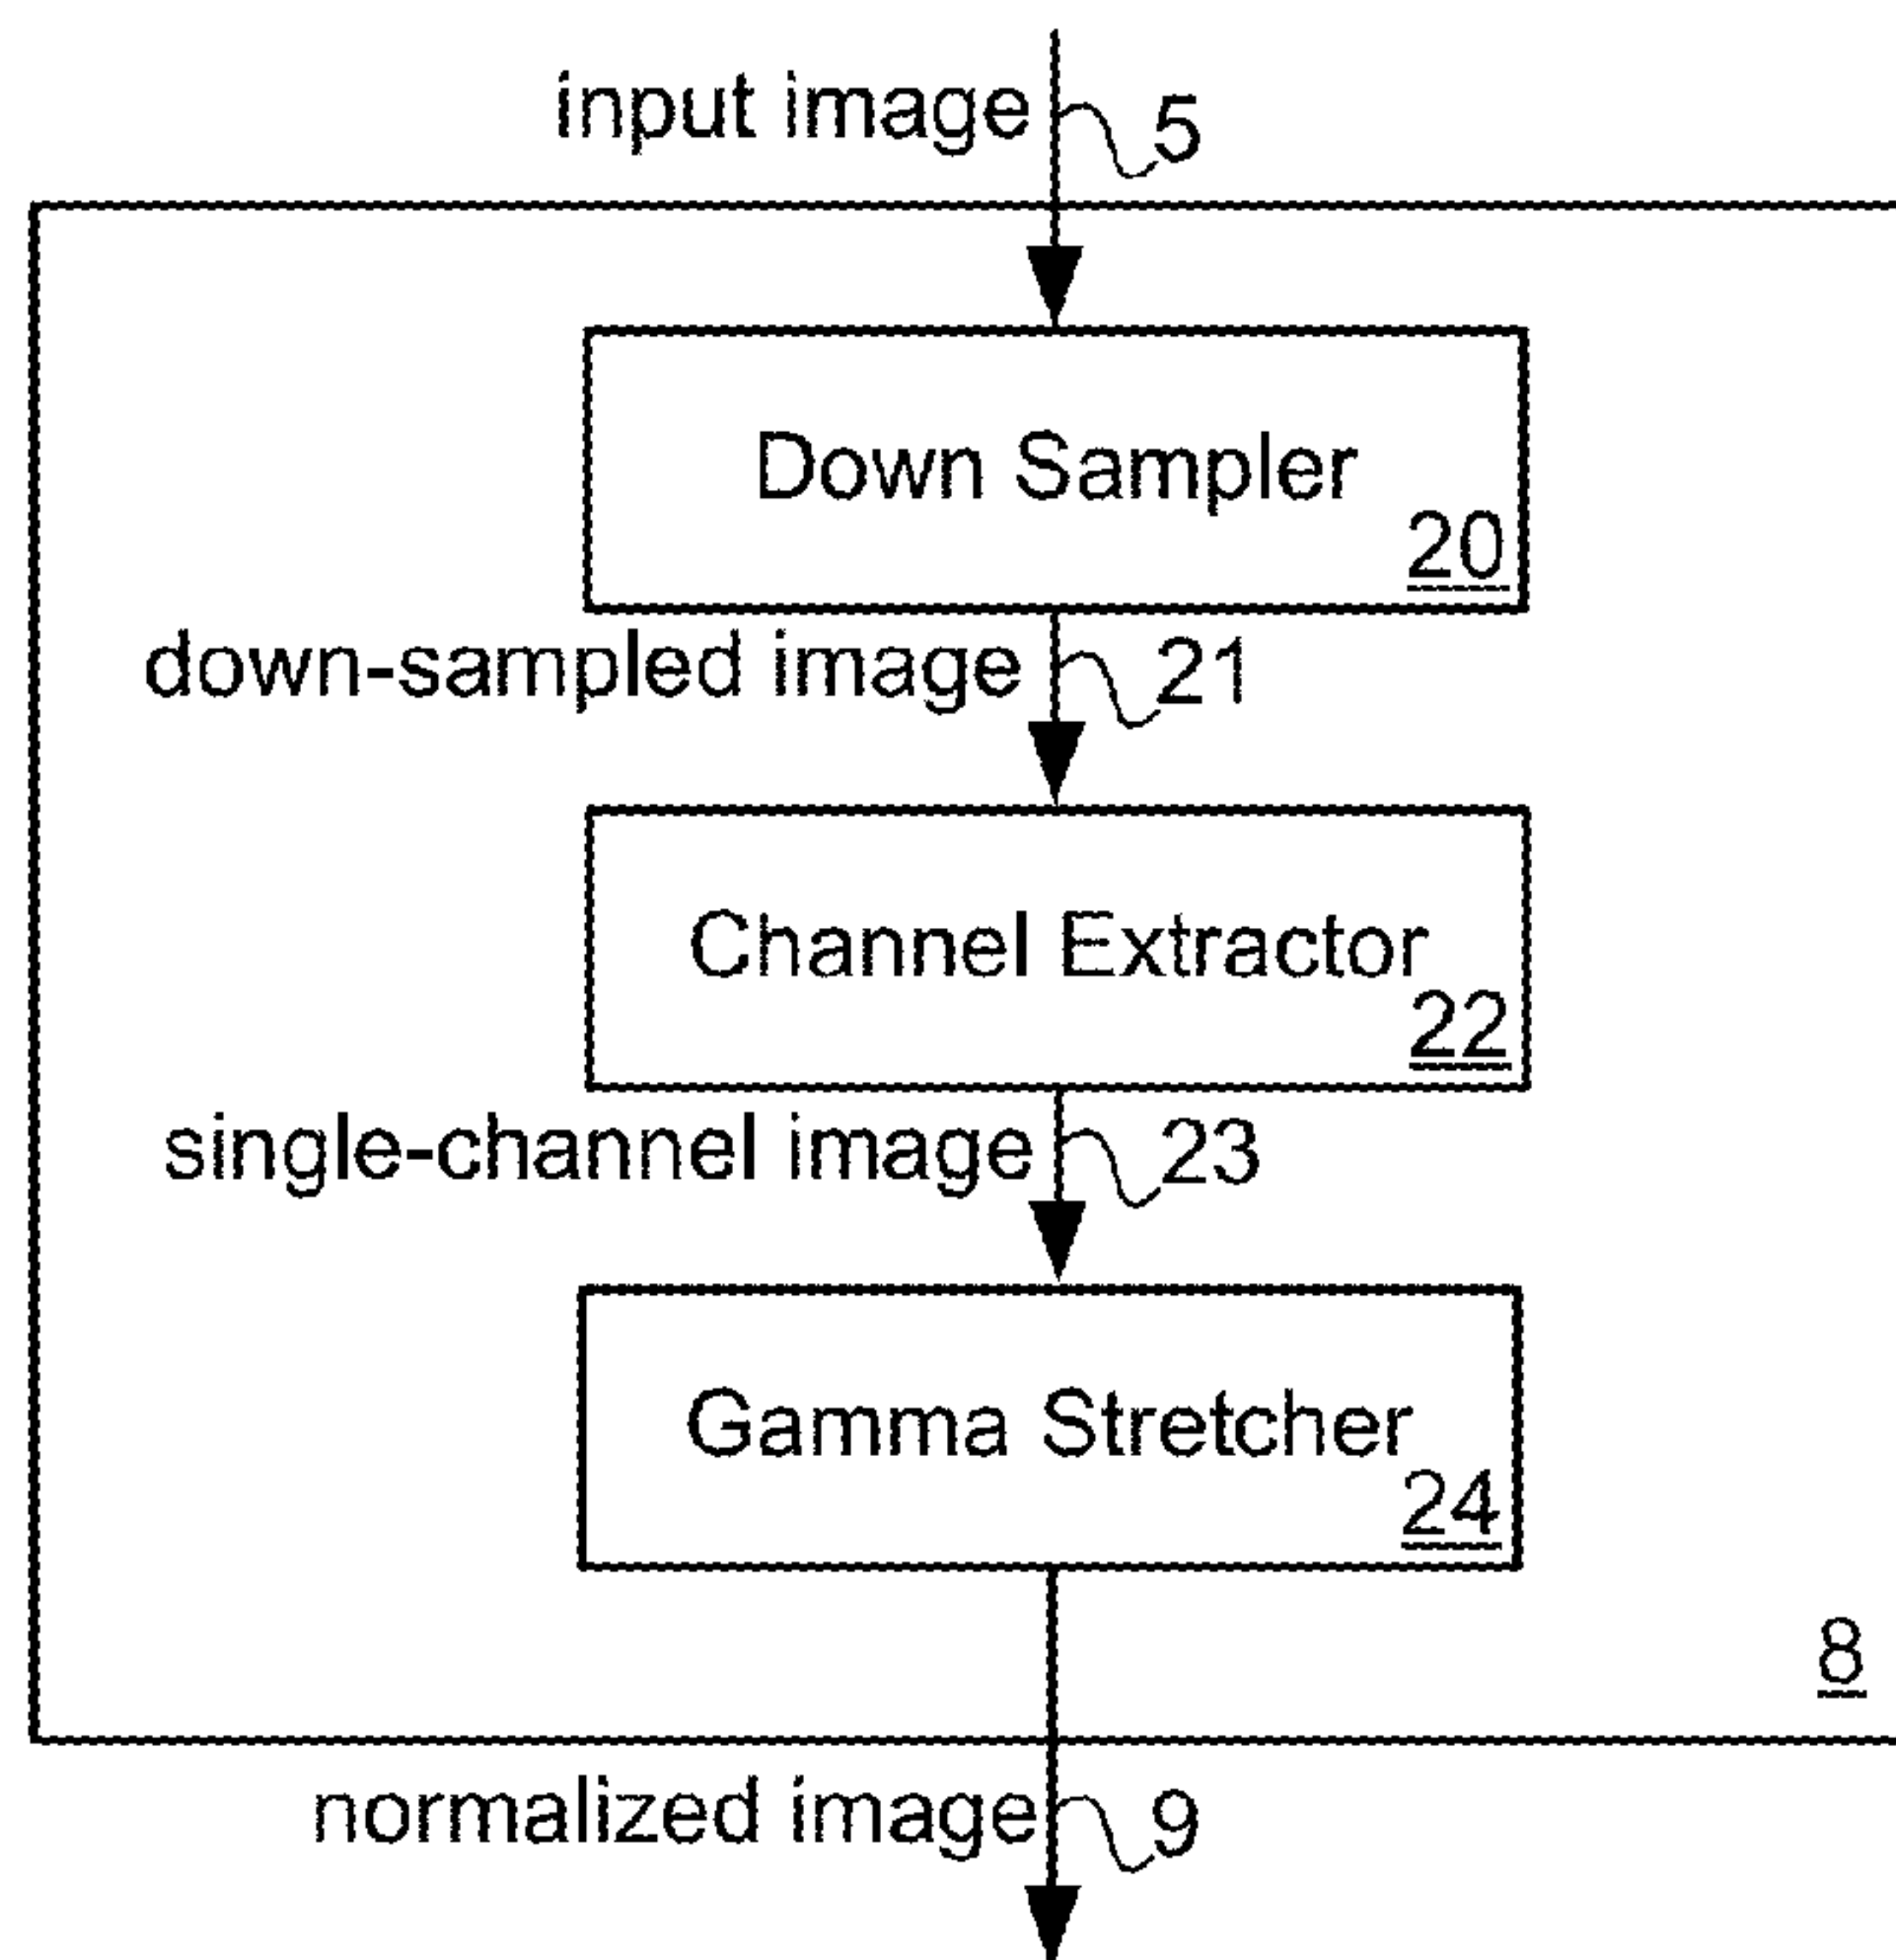 input image
5
Down Sampler
20
down-sampled image
21
Channel Extractor
22
single-channel image
23
Gamma Stretcher
24
8
normalized image
9